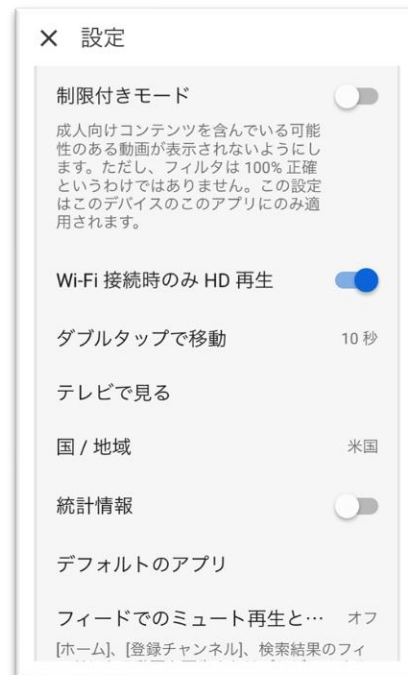 × 設定
制限付きモード
成人向けコンテンツを含んでいる可能
性のある動画が表示されないようにし
ます。ただし、フィルタは 100% 正確
というわけではありません。この設定
はこのデバイスのこのアプリにのみ適
用されます。
Wi-Fi 接続時のみ HD 再生
ダブルタップで移動 10 秒
テレビで見る
国 / 地域 米国
統計情報
デフォルトのアプリ
フィードでのミュート再生と… オフ
[ホーム]、[登録チャンネル]、検索結果のフィ